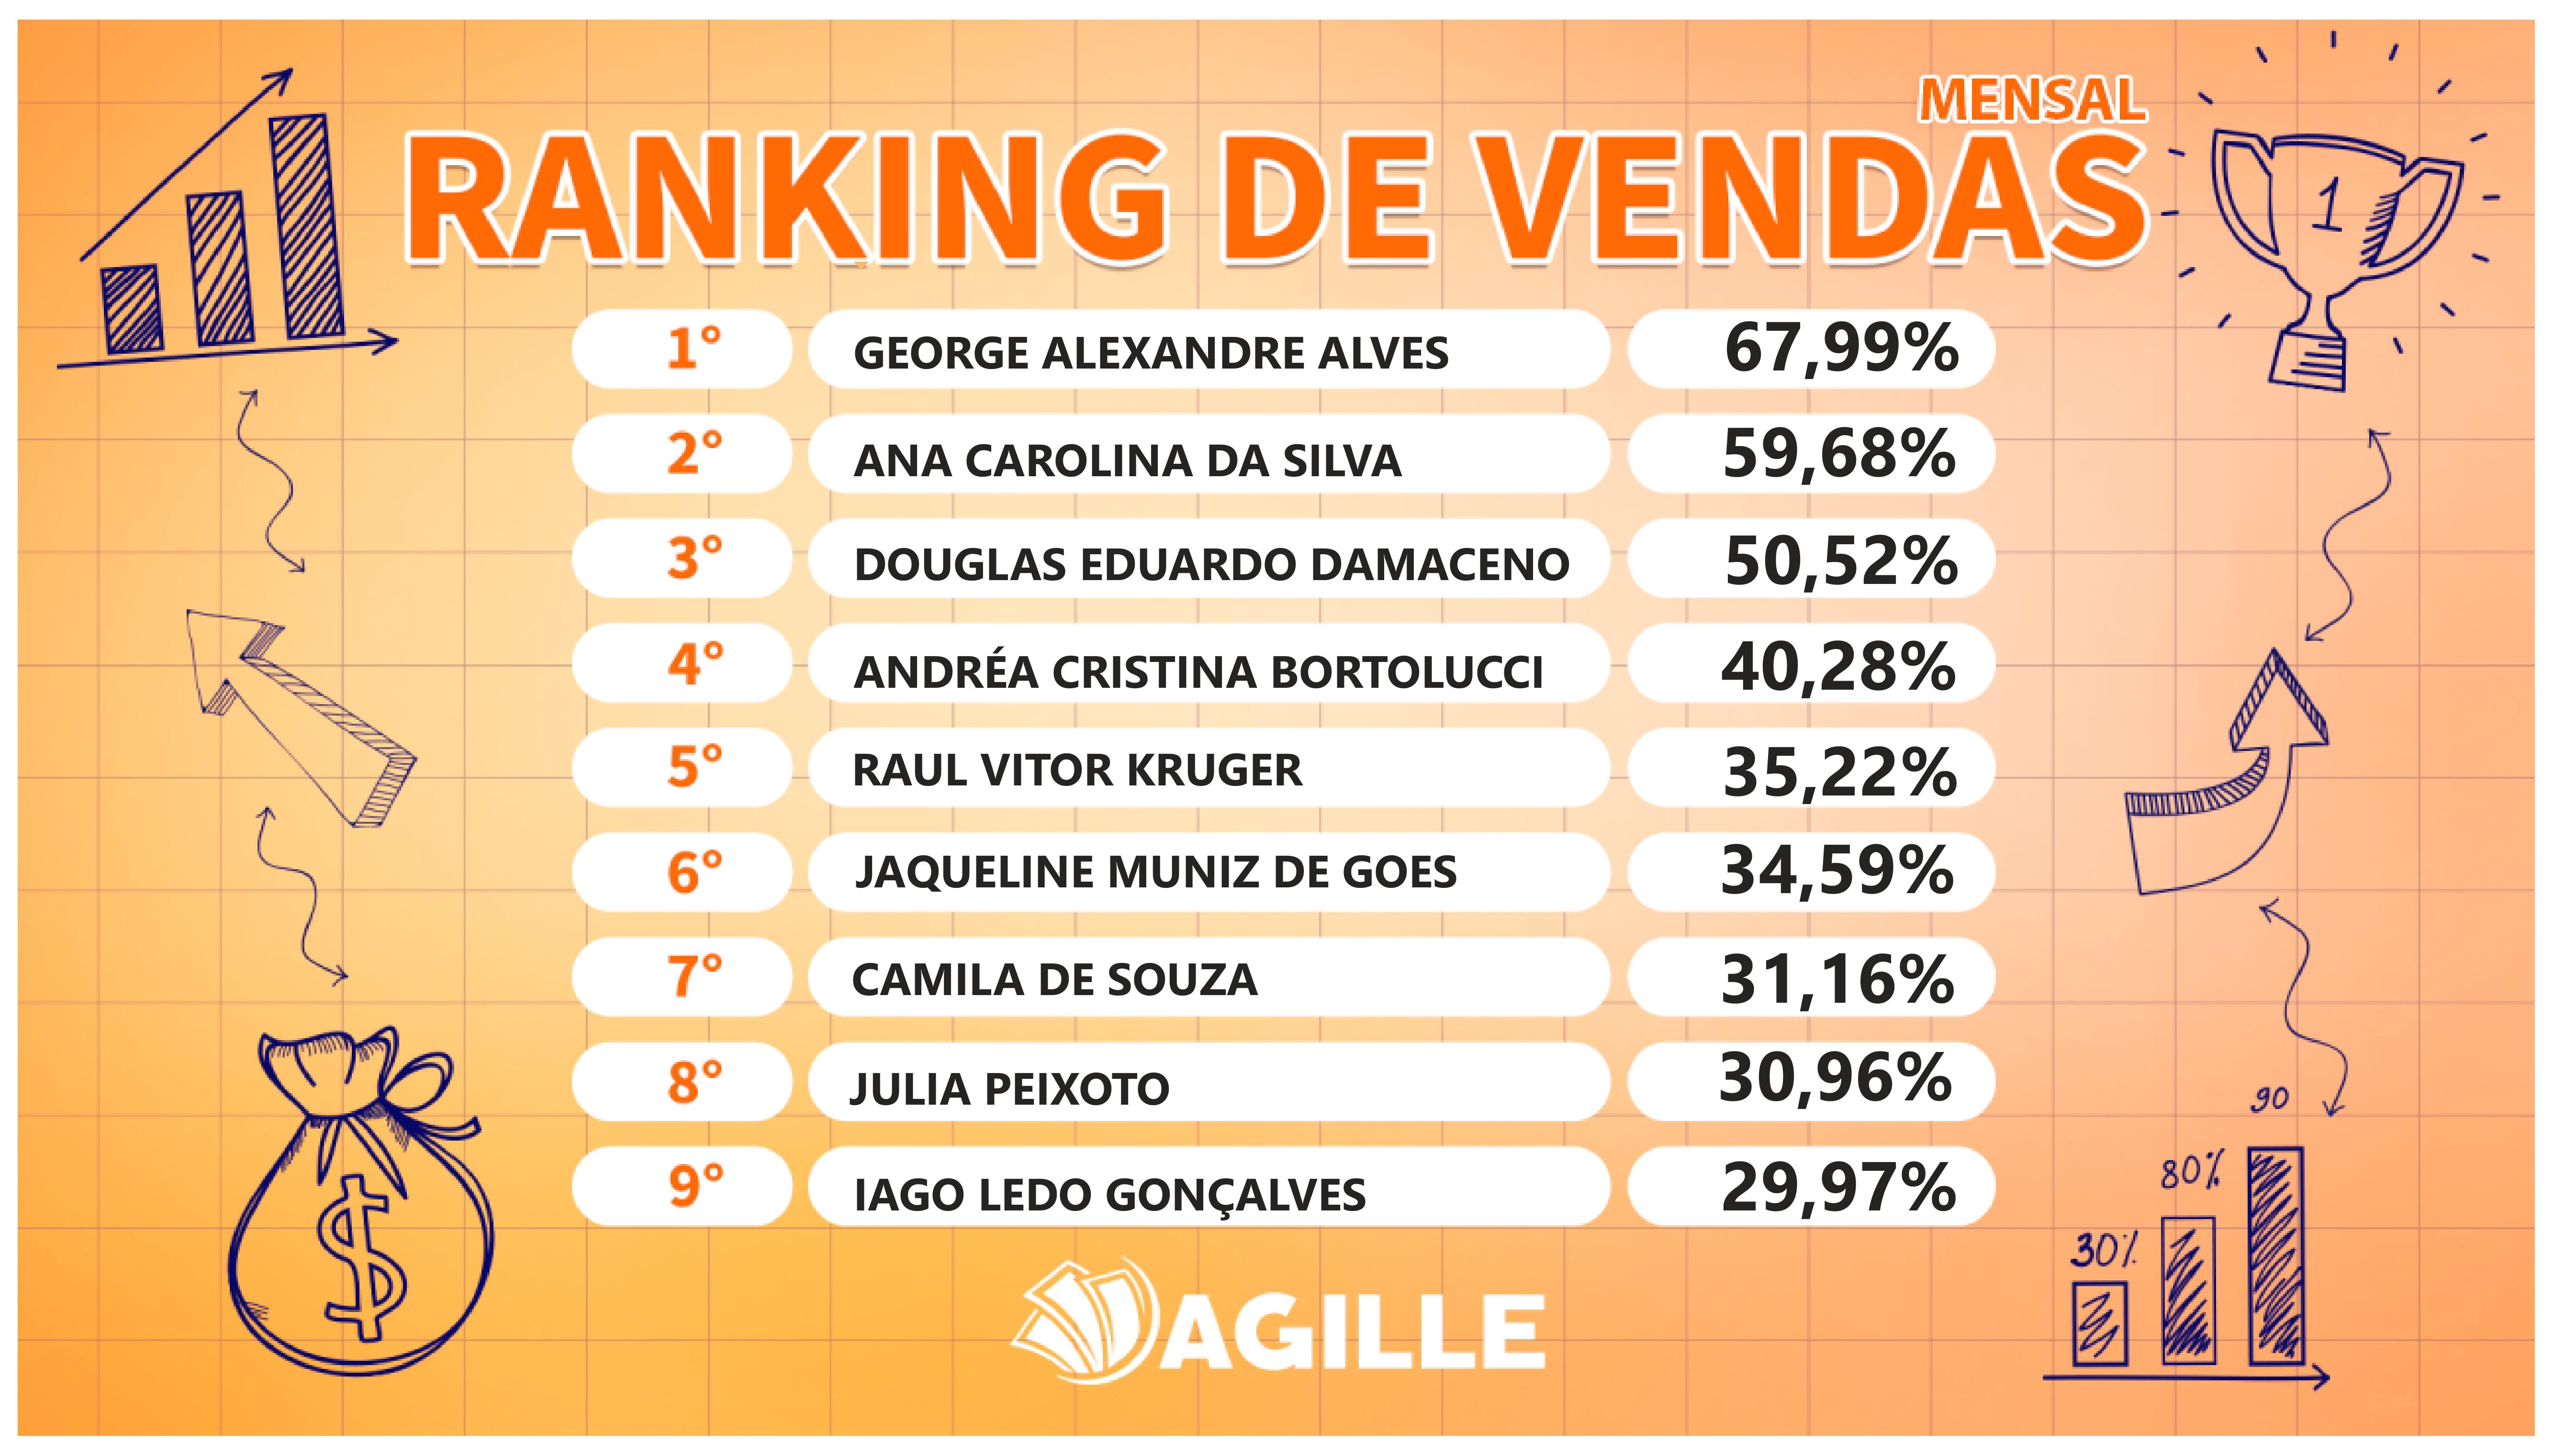 MENSAL
RANKING DE VENDAS
1° GEORGE ALEXANDRE ALVES 67,99%
2° ANA CAROLINA DA SILVA 59,68%
3° DOUGLAS EDUARDO DAMACENO 50,52%
4° ANDRÉA CRISTINA BORTOLUCCI 40,28%
5° RAUL VITOR KRUGER 35,22%
6° JAQUELINE MUNIZ DE GOES 34,59%
7° CAMILA DE SOUZA 31,16%
8° JULIA PEIXOTO 30,96%
9° IAGO LEDO GONÇALVES 29,97%
AGILLE
1
$
90
80%
30%